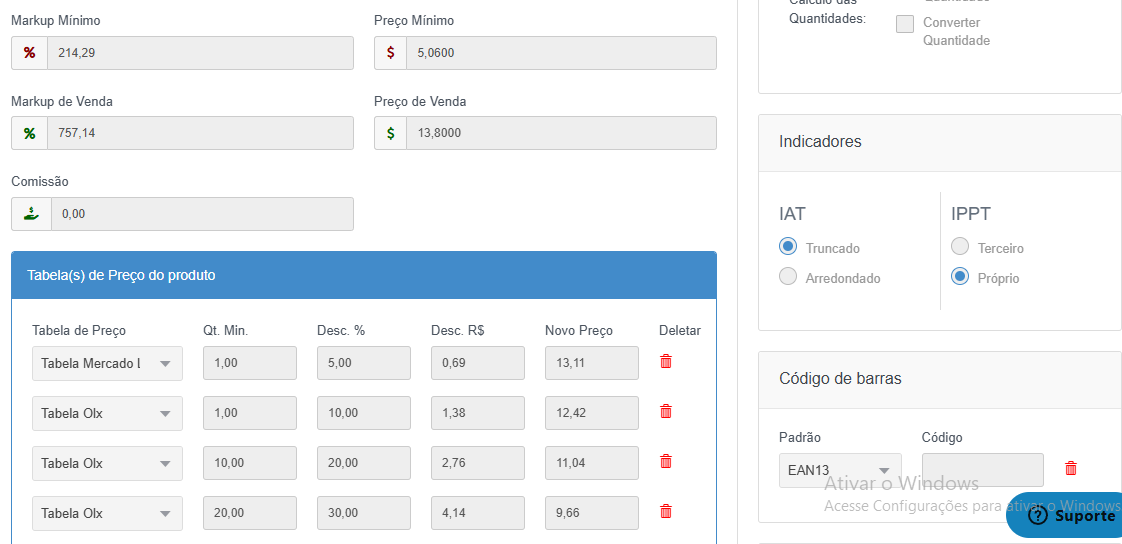 Markup Mínimo
Preço Mínimo
% 214,29
$ 5,0600
Markup de Venda
Preço de Venda
% 757,14
$ 13,8000
Comissão
0,00
Tabela(s) de Preço do produto
Tabela de Preço Qt. Min. Desc. % Desc. R$ Novo Preço Deletar
Tabela Mercado L 1,00 5,00 0,69 13,11
Tabela Olx 1,00 10,00 1,38 12,42
Tabela Olx 10,00 20,00 2,76 11,04
Tabela Olx 20,00 30,00 4,14 9,66
Cálculo das
Quantidades:
Quantidade
Converter
Quantidade
Indicadores
IAT
Truncado
Arredondado
IPPT
Terceiro
Próprio
Código de barras
Padrão Código
EAN13
Ativar o Windows
Acesse Configurações para ativar o Windows
Suporte